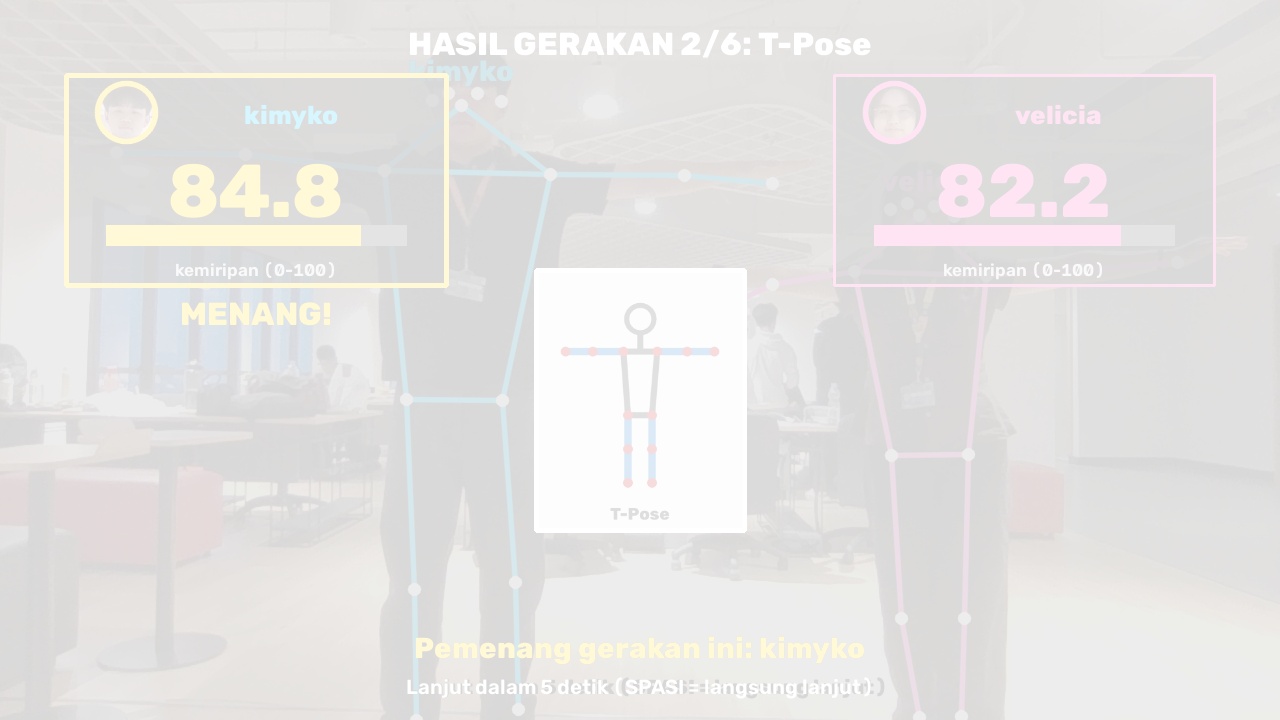 HASIL GERAKAN 2/6: T-Pose
kimyko
kimyko
84.8
kemiripan (0-100)
MENANG!
velicia
82.2
kemiripan (0-100)
T-Pose
Pemenang gerakan ini: kimyko
Lanjut dalam 5 detik (SPASI = langsung lanjut)